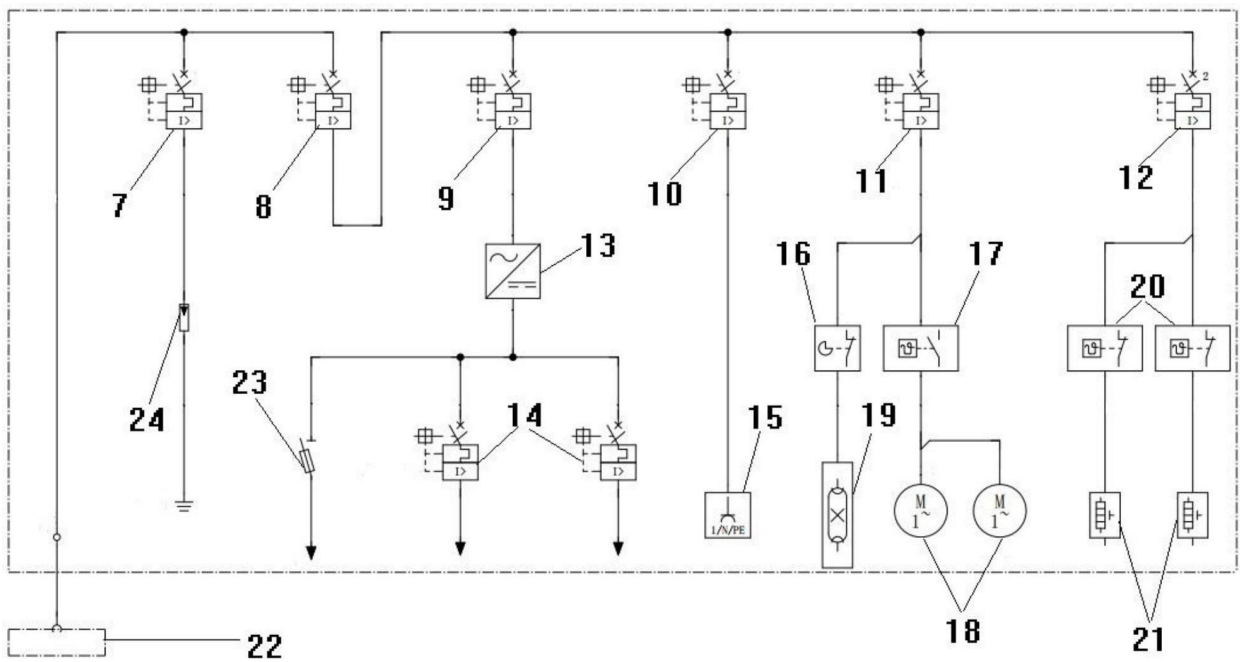 2
I> I> I> I> I> I>
7 8 9 10 11 12
13 16 17
20
ϑ ϑ ϑ
24 23 14 15 19
I> I>
1/N/PE
M 1~ M 1~
22 18 21